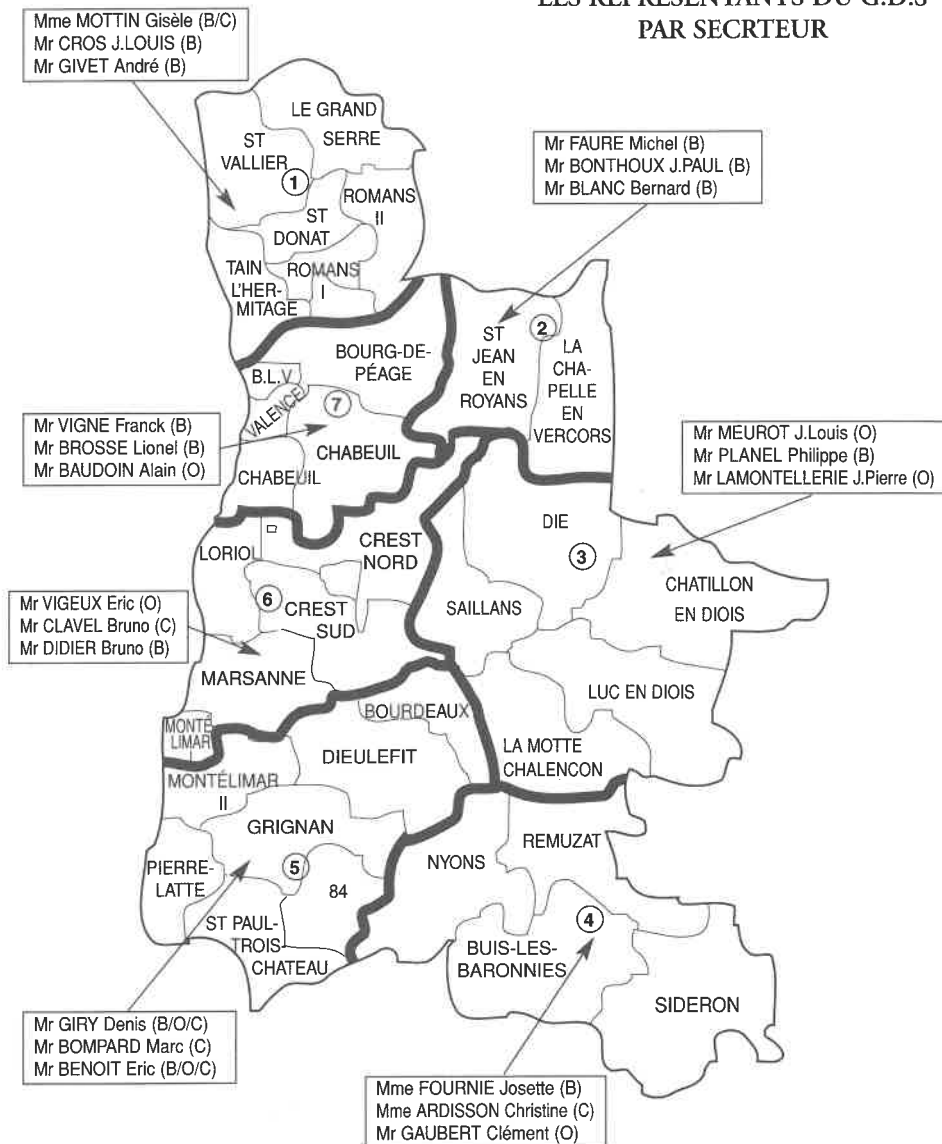 LES REPRÉSENTANTS DU G.D.S
PAR SECRTEUR
Mme MOTTIN Gisèle (B/C)
Mr CROS J.LOUIS (B)
Mr GIVET André (B)
LE GRAND
SERRE
ST
VALLIER
1
ROMANS
II
ST
DONAT
TAIN
L'HER-
MITAGE
ROMANS
I
Mr FAURE Michel (B)
Mr BONTHOUX J.PAUL (B)
Mr BLANC Bernard (B)
2
ST
JEAN
EN
ROYANS
LA
CHA-
PELLE
EN
VERCORS
BOURG-DE-
PÉAGE
B.L.V
VALENCE
7
CHABEUIL
CHABEUIL
Mr VIGNE Franck (B)
Mr BROSSE Lionel (B)
Mr BAUDOIN Alain (O)
Mr MEUROT J.Louis (O)
Mr PLANEL Philippe (B)
Mr LAMONTELLERIE J.Pierre (O)
DIE
3
CHATILLON
EN DIOIS
SAILLANS
LUC EN DIOIS
LA MOTTE
CHALENCON
LORIOL
CREST
NORD
6
CREST
SUD
MARSANNE
Mr VIGEUX Eric (O)
Mr CLAVEL Bruno (C)
Mr DIDIER Bruno (B)
BOURDEAUX
MONTÉ
LIMAR
DIEULEFIT
MONTÉLIMAR
II
GRIGNAN
PIERRE-
LATTE
5
84
ST PAUL-
TROIS-
CHATEAU
NYONS
REMUZAT
4
BUIS-LES-
BARONNIES
SIDERON
Mr GIRY Denis (B/O/C)
Mr BOMPARD Marc (C)
Mr BENOIT Eric (B/O/C)
Mme FOURNIE Josette (B)
Mme ARDISSON Christine (C)
Mr GAUBERT Clément (O)